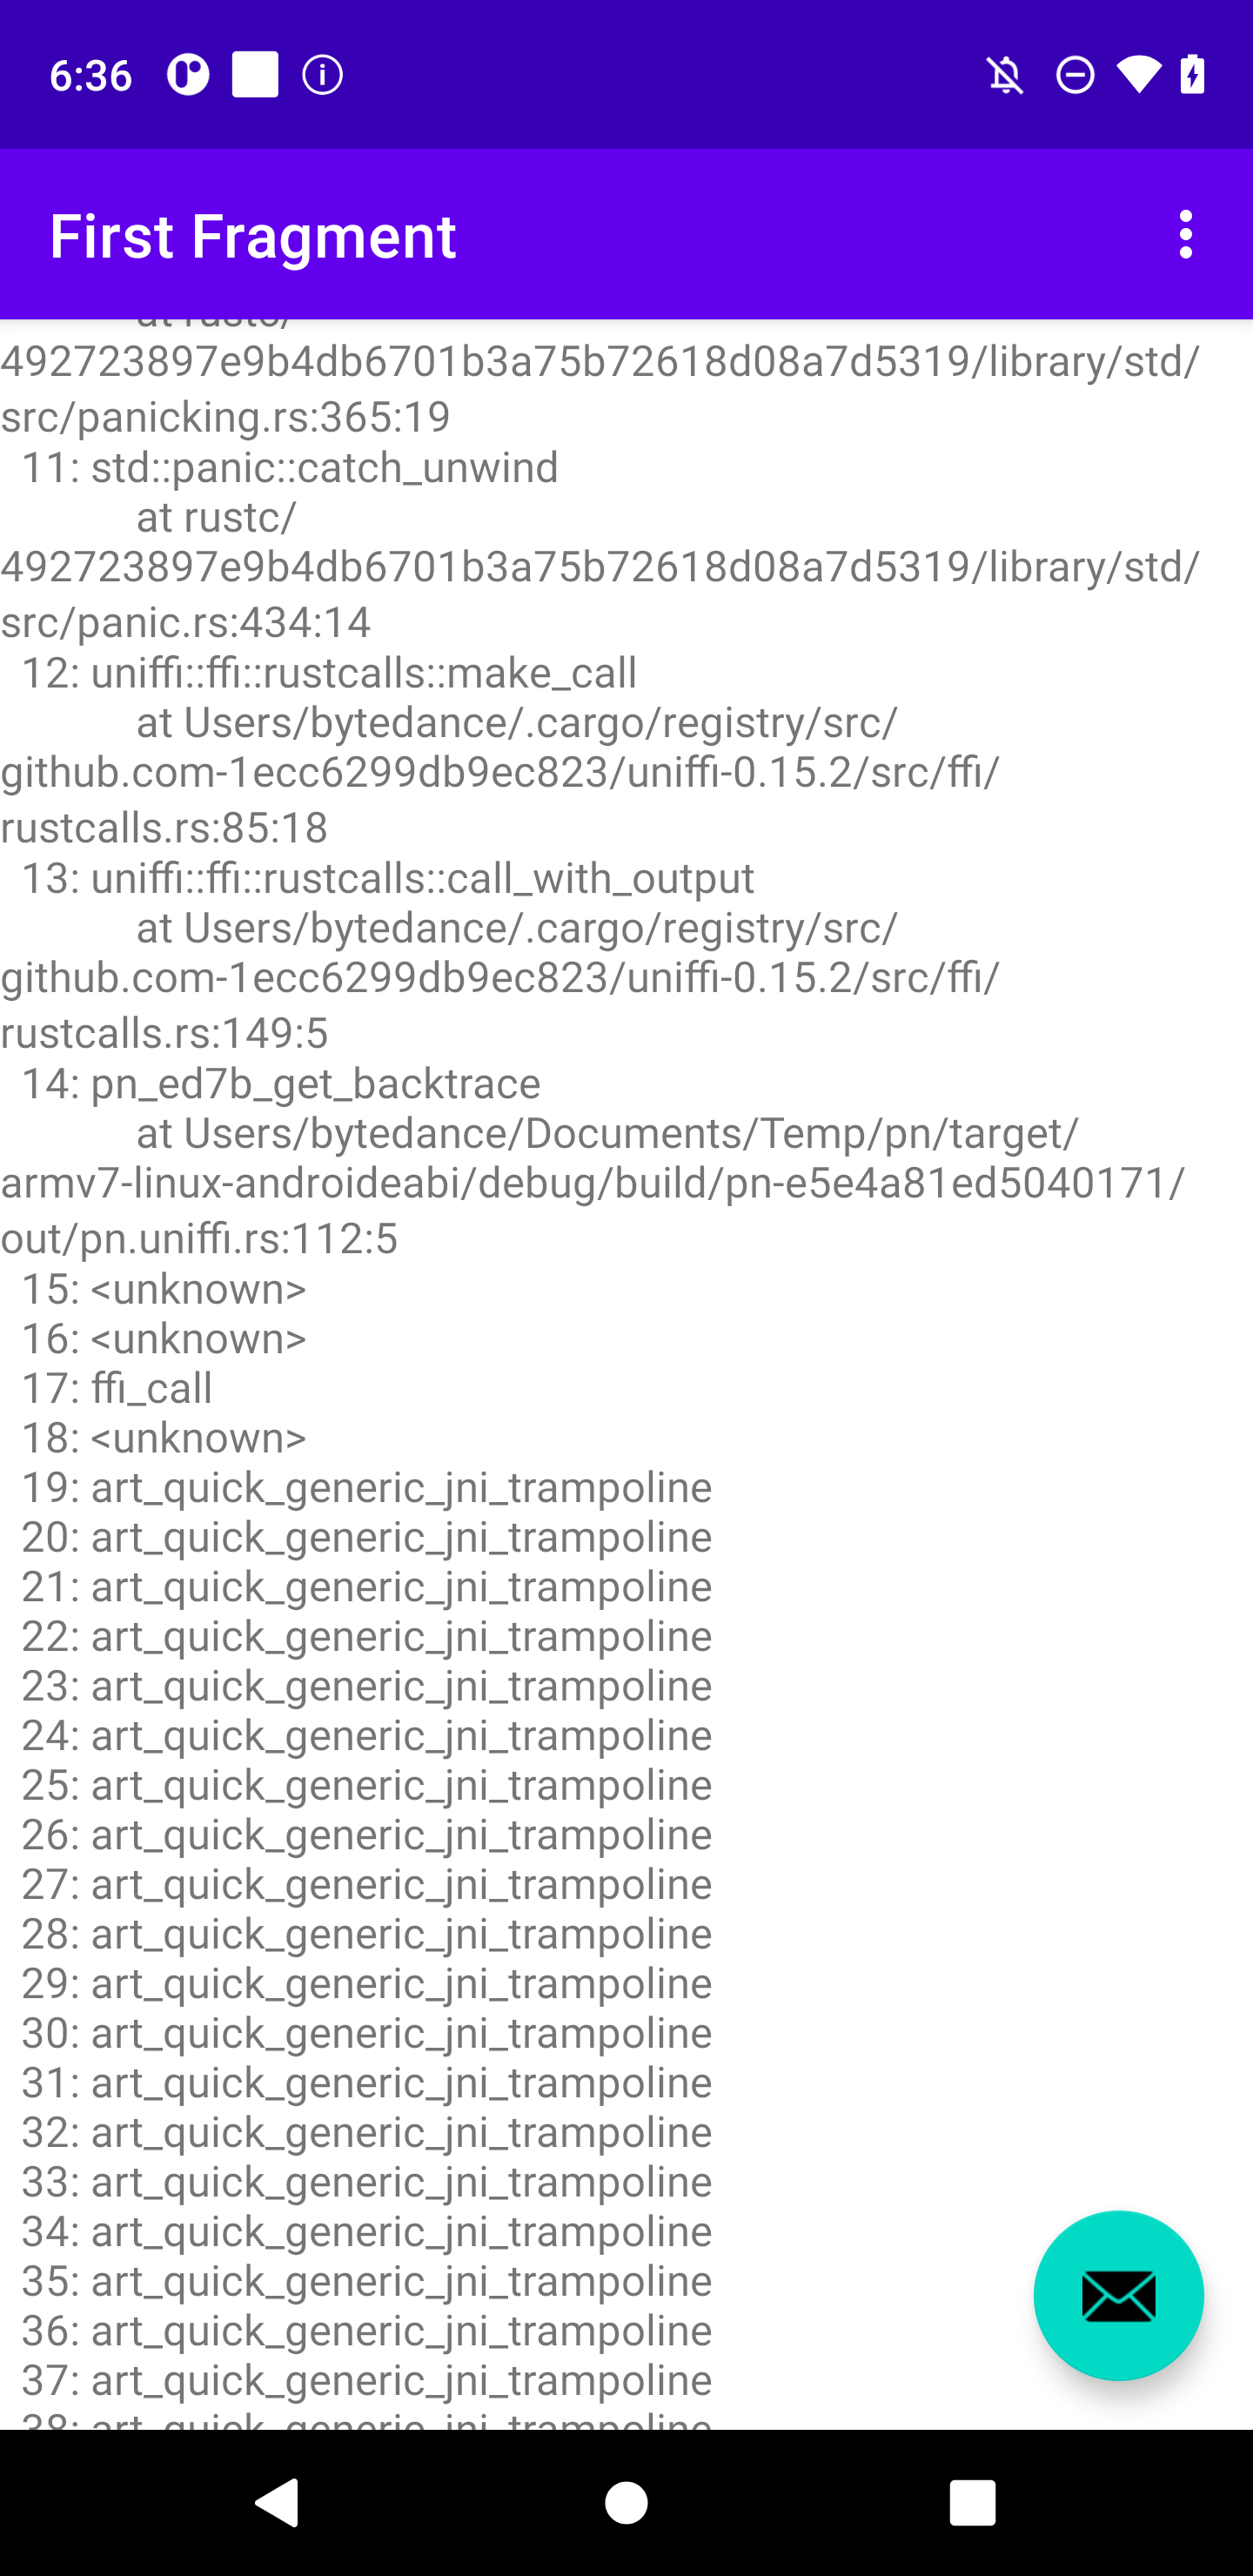 6:36
First Fragment
at rustc/
492723897e9b4db6701b3a75b72618d08a7d5319/library/std/
src/panicking.rs:365:19
11: std::panic::catch_unwind
at rustc/
492723897e9b4db6701b3a75b72618d08a7d5319/library/std/
src/panic.rs:434:14
12: uniffi::ffi::rustcalls::make_call
at Users/bytedance/.cargo/registry/src/
github.com-1ecc6299db9ec823/uniffi-0.15.2/src/ffi/
rustcalls.rs:85:18
13: uniffi::ffi::rustcalls::call_with_output
at Users/bytedance/.cargo/registry/src/
github.com-1ecc6299db9ec823/uniffi-0.15.2/src/ffi/
rustcalls.rs:149:5
14: pn_ed7b_get_backtrace
at Users/bytedance/Documents/Temp/pn/target/
armv7-linux-androideabi/debug/build/pn-e5e4a81ed5040171/
out/pn.uniffi.rs:112:5
15: <unknown>
16: <unknown>
17: ffi_call
18: <unknown>
19: art_quick_generic_jni_trampoline
20: art_quick_generic_jni_trampoline
21: art_quick_generic_jni_trampoline
22: art_quick_generic_jni_trampoline
23: art_quick_generic_jni_trampoline
24: art_quick_generic_jni_trampoline
25: art_quick_generic_jni_trampoline
26: art_quick_generic_jni_trampoline
27: art_quick_generic_jni_trampoline
28: art_quick_generic_jni_trampoline
29: art_quick_generic_jni_trampoline
30: art_quick_generic_jni_trampoline
31: art_quick_generic_jni_trampoline
32: art_quick_generic_jni_trampoline
33: art_quick_generic_jni_trampoline
34: art_quick_generic_jni_trampoline
35: art_quick_generic_jni_trampoline
36: art_quick_generic_jni_trampoline
37: art_quick_generic_jni_trampoline
38: art_quick_generic_jni_trampoline